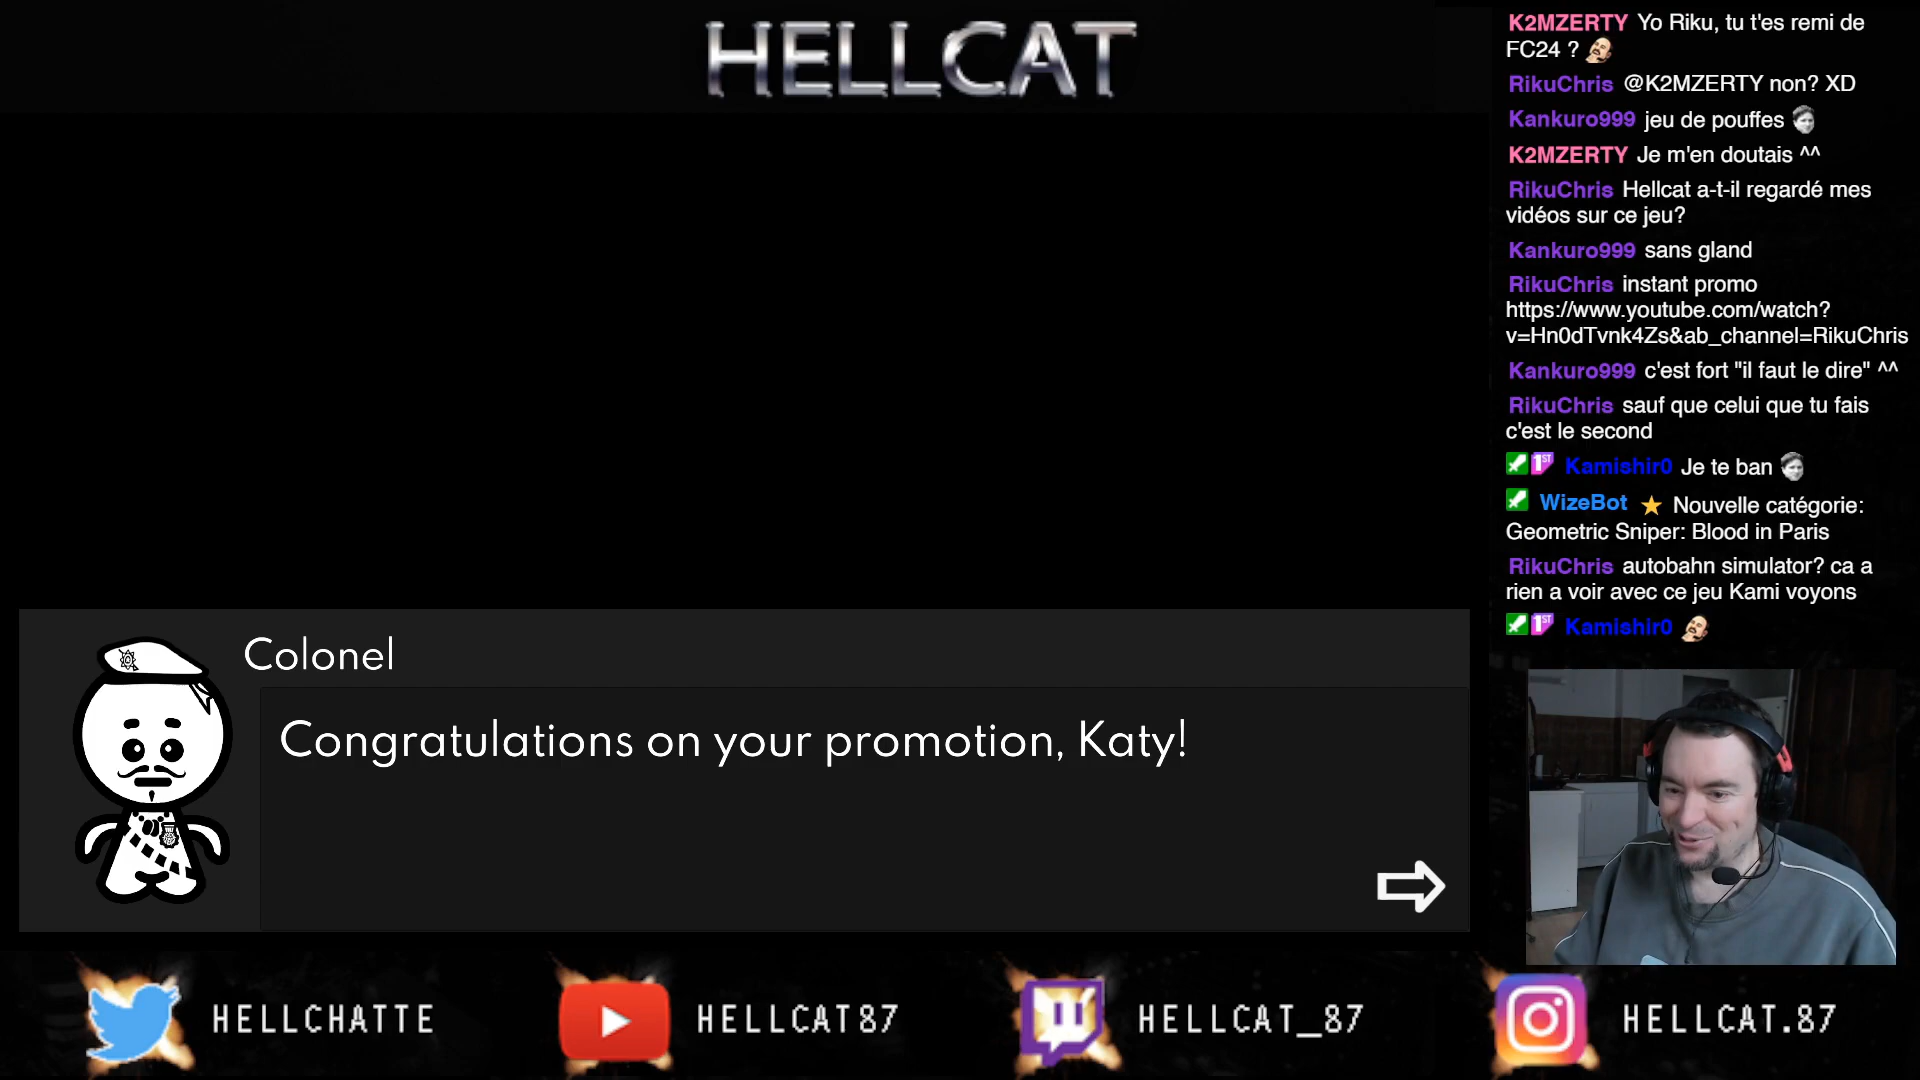 HELLCAT
K2MZERTY Yo Riku, tu t'es remi de
FC24 ?
RikuChris @K2MZERTY non? XD
Kankuro999 jeu de pouffes
K2MZERTY Je m'en doutais ^^
RikuChris Hellcat a-t-il regardé mes
vidéos sur ce jeu?
Kankuro999 sans gland
RikuChris instant promo
https://www.youtube.com/watch?
v=Hn0dTvnk4Zs&ab_channel=RikuChris
Kankuro999 c'est fort "il faut le dire" ^^
RikuChris sauf que celui que tu fais
c'est le second
1ST Kamishir0 Je te ban
WizeBot Nouvelle catégorie:
Geometric Sniper: Blood in Paris
RikuChris autobahn simulator? ca a
rien a voir avec ce jeu Kami voyons
1ST Kamishir0
Colonel
Congratulations on your promotion, Katy!
HELLCHATTE
HELLCAT87
HELLCAT_87
HELLCAT.87